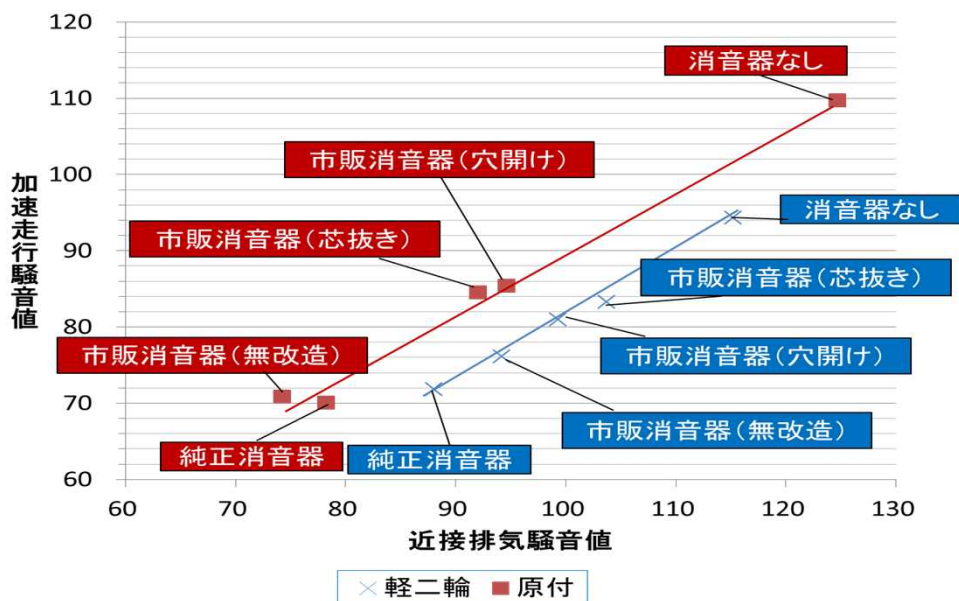 120
110
100
90
80
70
60
加速走行騒音値
消音器なし
市販消音器(穴開け)
市販消音器(芯抜き)
市販消音器(無改造)
純正消音器
消音器なし
市販消音器(芯抜き)
市販消音器(穴開け)
市販消音器(無改造)
純正消音器
60 70 80 90 100 110 120 130
近接排気騒音値
軽二輪 原付